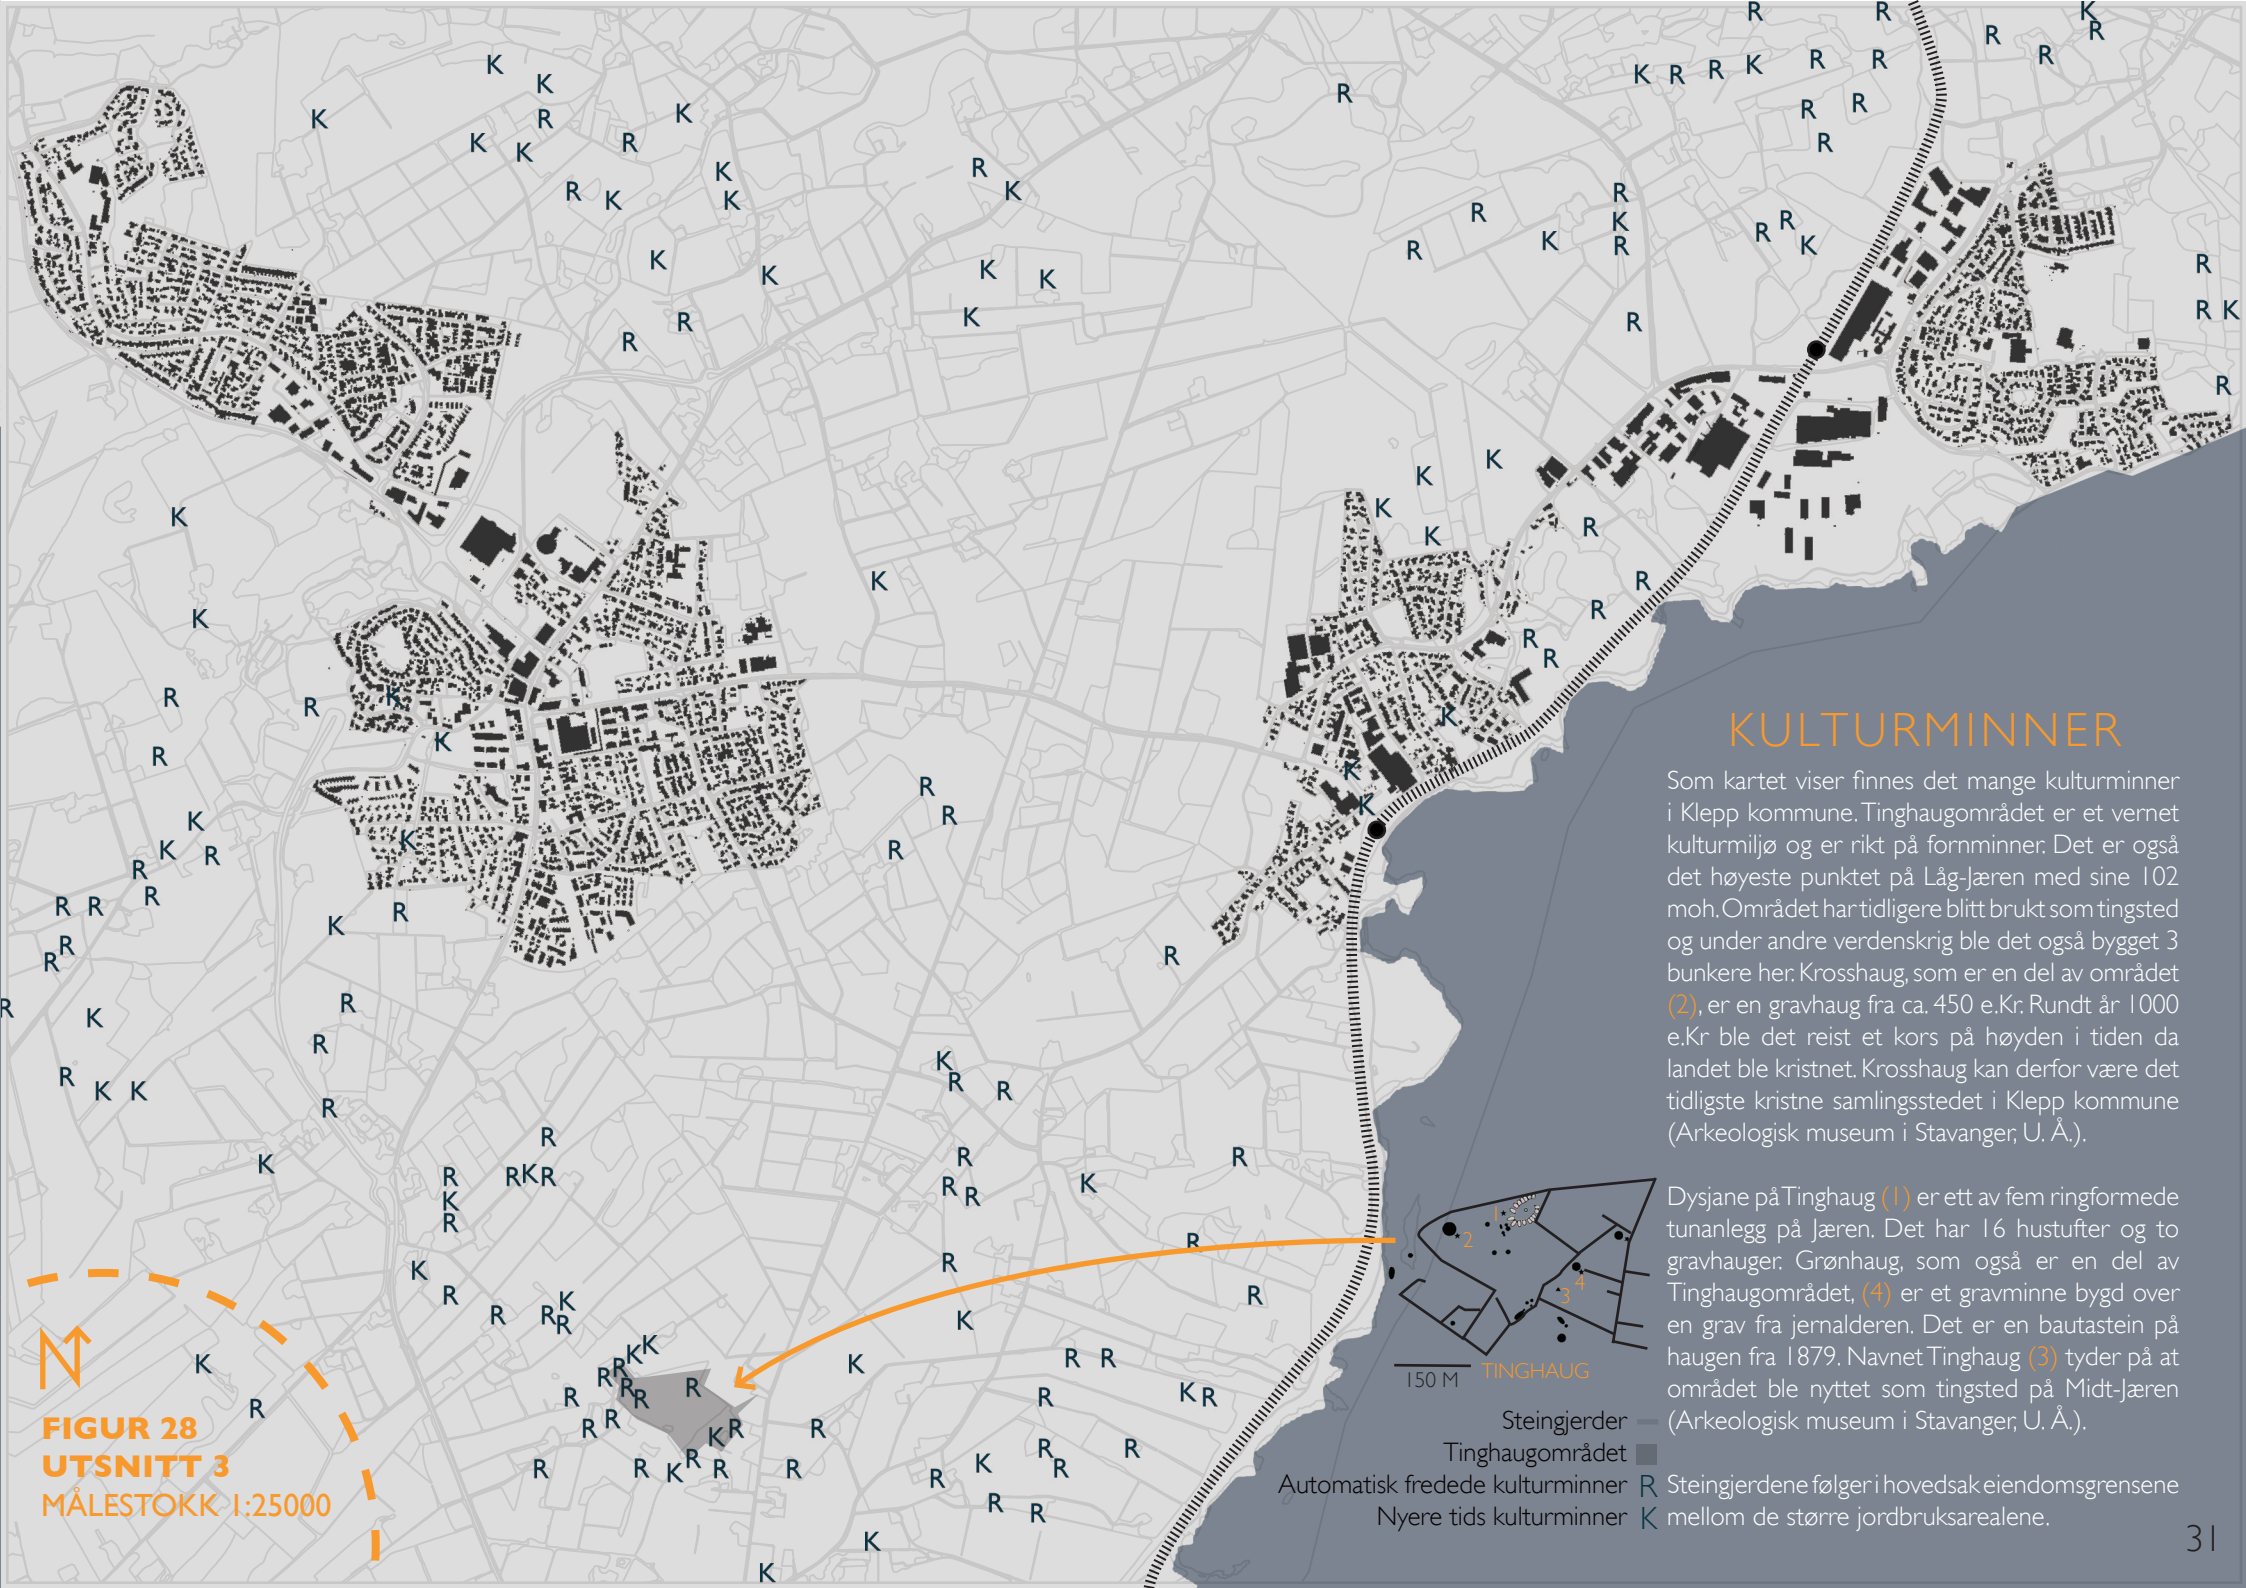 KULTURMINNER
Som kartet viser finnes det mange kulturminner
i Klepp kommune. Tinghaugområdet er et vernet
kulturmiljø og er rikt på fornminner. Det er også
det høyeste punktet på Låg-Jæren med sine 102
moh. Området har tidligere blitt brukt som tingsted
og under andre verdenskrig ble det også bygget 3
bunkere her. Krosshaug, som er en del av området
(2), er en gravhaug fra ca. 450 e.Kr. Rundt år 1000
e.Kr ble det reist et kors på høyden i tiden da
landet ble kristnet. Krosshaug kan derfor være det
tidligste kristne samlingsstedet i Klepp kommune
(Arkeologisk museum i Stavanger, U. Å.).
Dysjane på Tinghaug (1) er ett av fem ringformede
tunanlegg på Jæren. Det har 16 hustufter og to
gravhauger. Grønhaug, som også er en del av
Tinghaugområdet, (4) er et gravminne bygd over
en grav fra jernalderen. Det er en bautastein på
haugen fra 1879. Navnet Tinghaug (3) tyder på at
området ble nyttet som tingsted på Midt-Jæren
(Arkeologisk museum i Stavanger, U. Å.).
Steingjerdene følger i hovedsak eiendomsgrensene
mellom de større jordbruksarealene.
1
2
3
4
150 M
TINGHAUG
Steingjerder
Tinghaugområdet
Automatisk fredede kulturminner R
Nyere tids kulturminner K
N
FIGUR 28
UTSNITT 3
MÅLESTOKK 1:25000
31